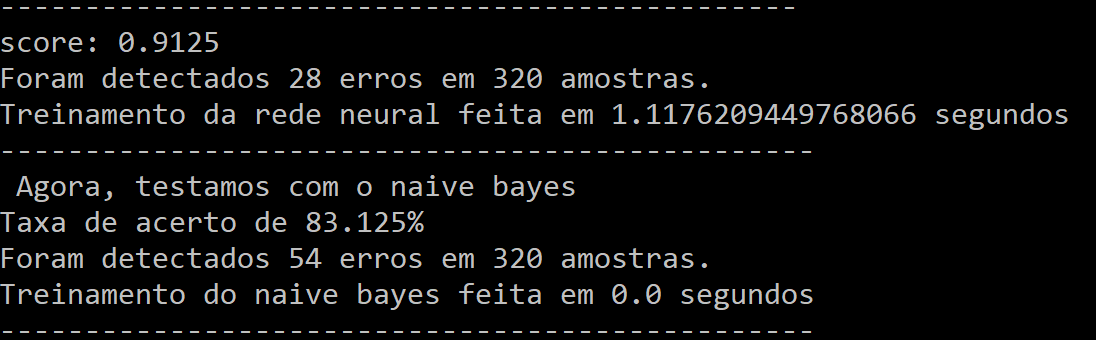 -----------------------------------------------
score: 0.9125
Foram detectados 28 erros em 320 amostras.
Treinamento da rede neural feita em 1.1176209449768066 segundos
------------------------------------------------
 Agora, testamos com o naive bayes
Taxa de acerto de 83.125%
Foram detectados 54 erros em 320 amostras.
Treinamento do naive bayes feita em 0.0 segundos
------------------------------------------------